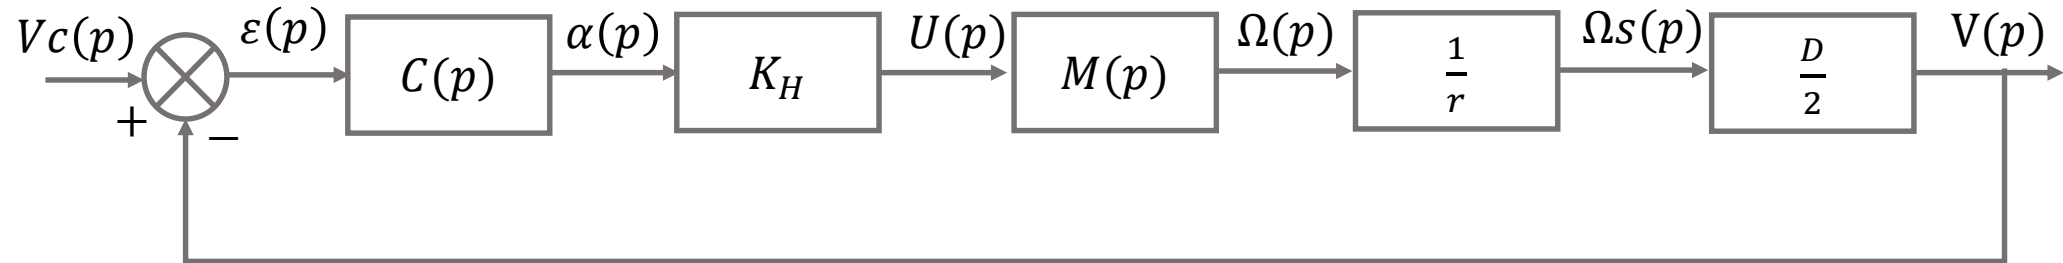 Vc(p)
+
−
ε(p)
C(p)
α(p)
K_H
U(p)
M(p)
Ω(p)
1
r
Ωs(p)
D
2
V(p)